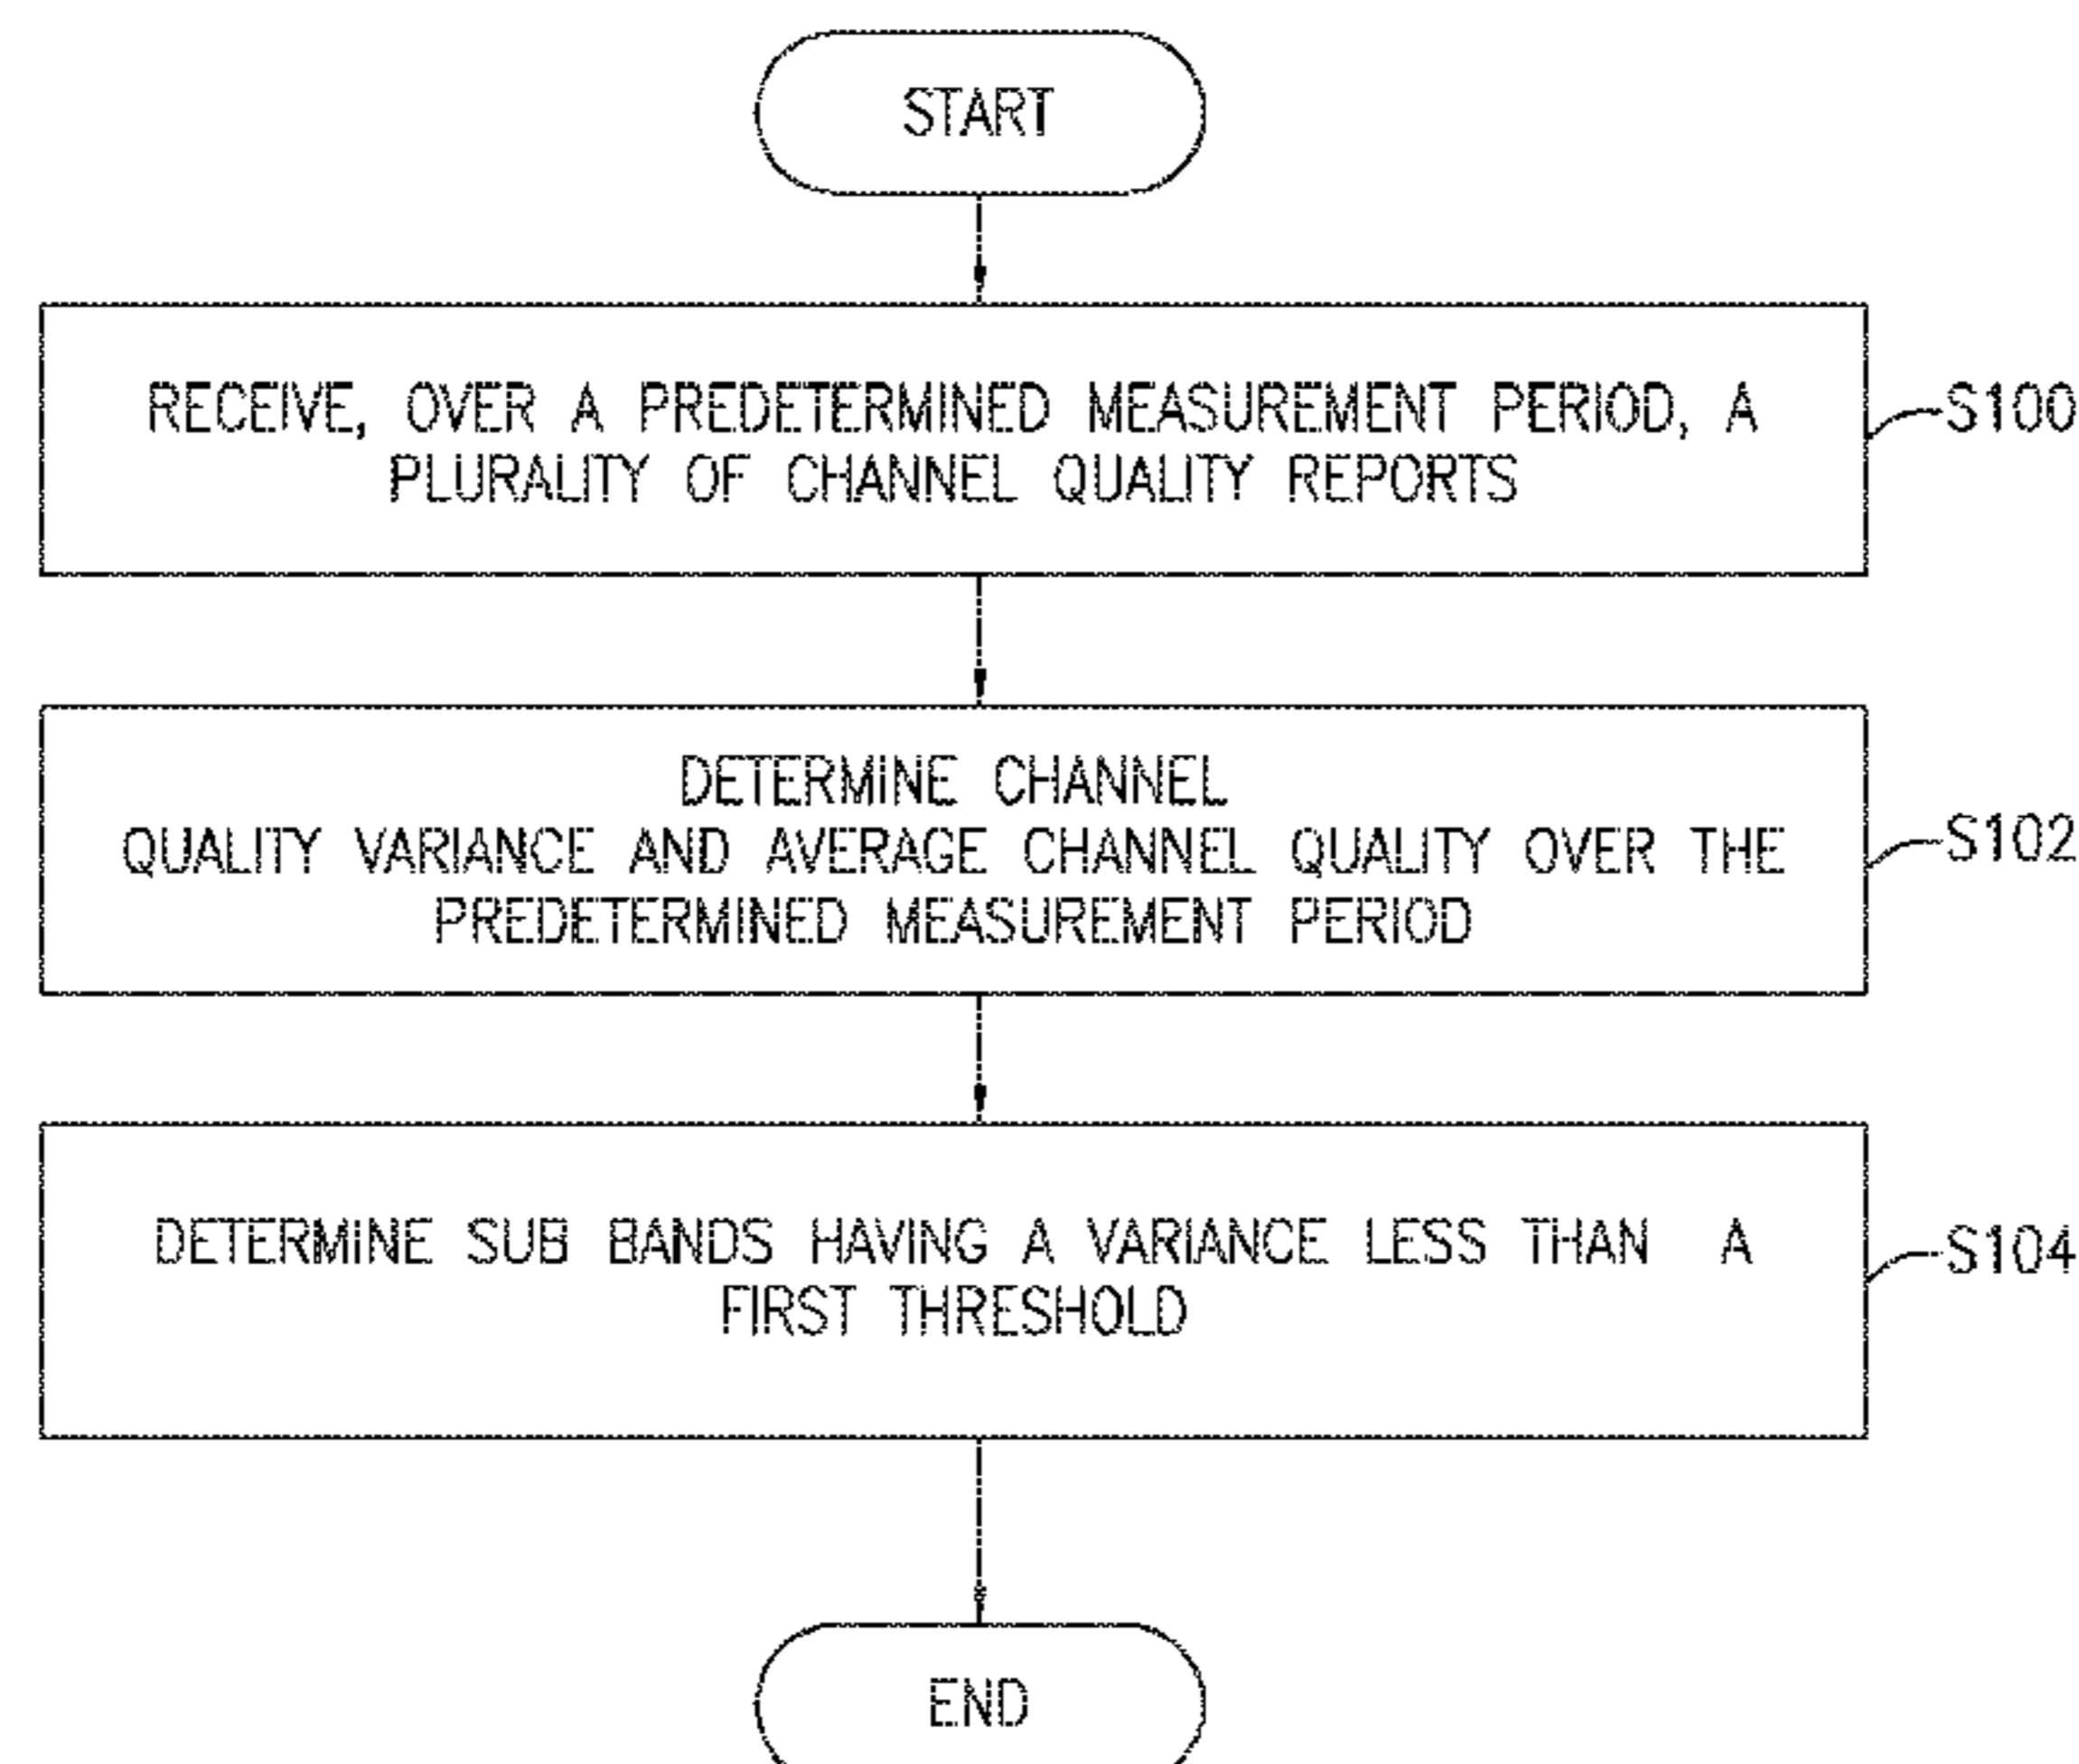 START
RECEIVE, OVER A PREDETERMINED MEASUREMENT PERIOD, A
PLURALITY OF CHANNEL QUALITY REPORTS
S100
DETERMINE CHANNEL
QUALITY VARIANCE AND AVERAGE CHANNEL QUALITY OVER THE
PREDETERMINED MEASUREMENT PERIOD
S102
DETERMINE SUB BANDS HAVING A VARIANCE LESS THAN A
FIRST THRESHOLD
S104
END